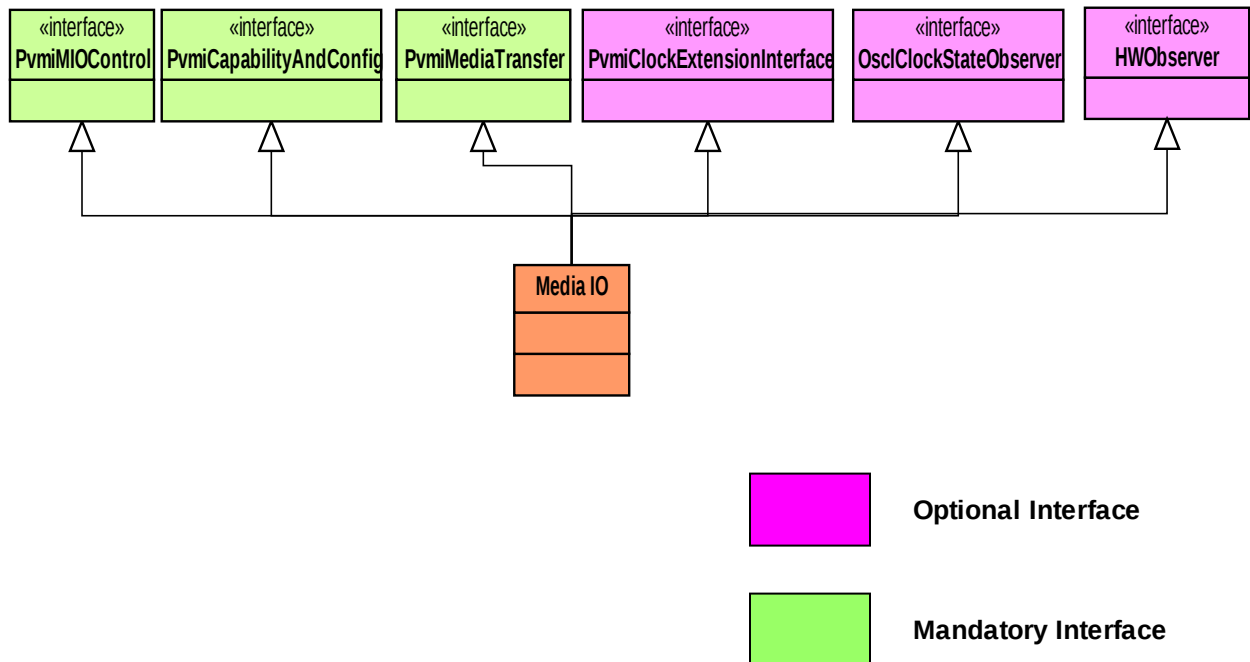 «interface»
PvmiMIOControl
«interface»
PvmiCapabilityAndConfig
«interface»
PvmiMediaTransfer
«interface»
PvmiClockExtensionInterface
«interface»
OsclClockStateObserver
«interface»
HWObserver
Media IO
Optional Interface
Mandatory Interface